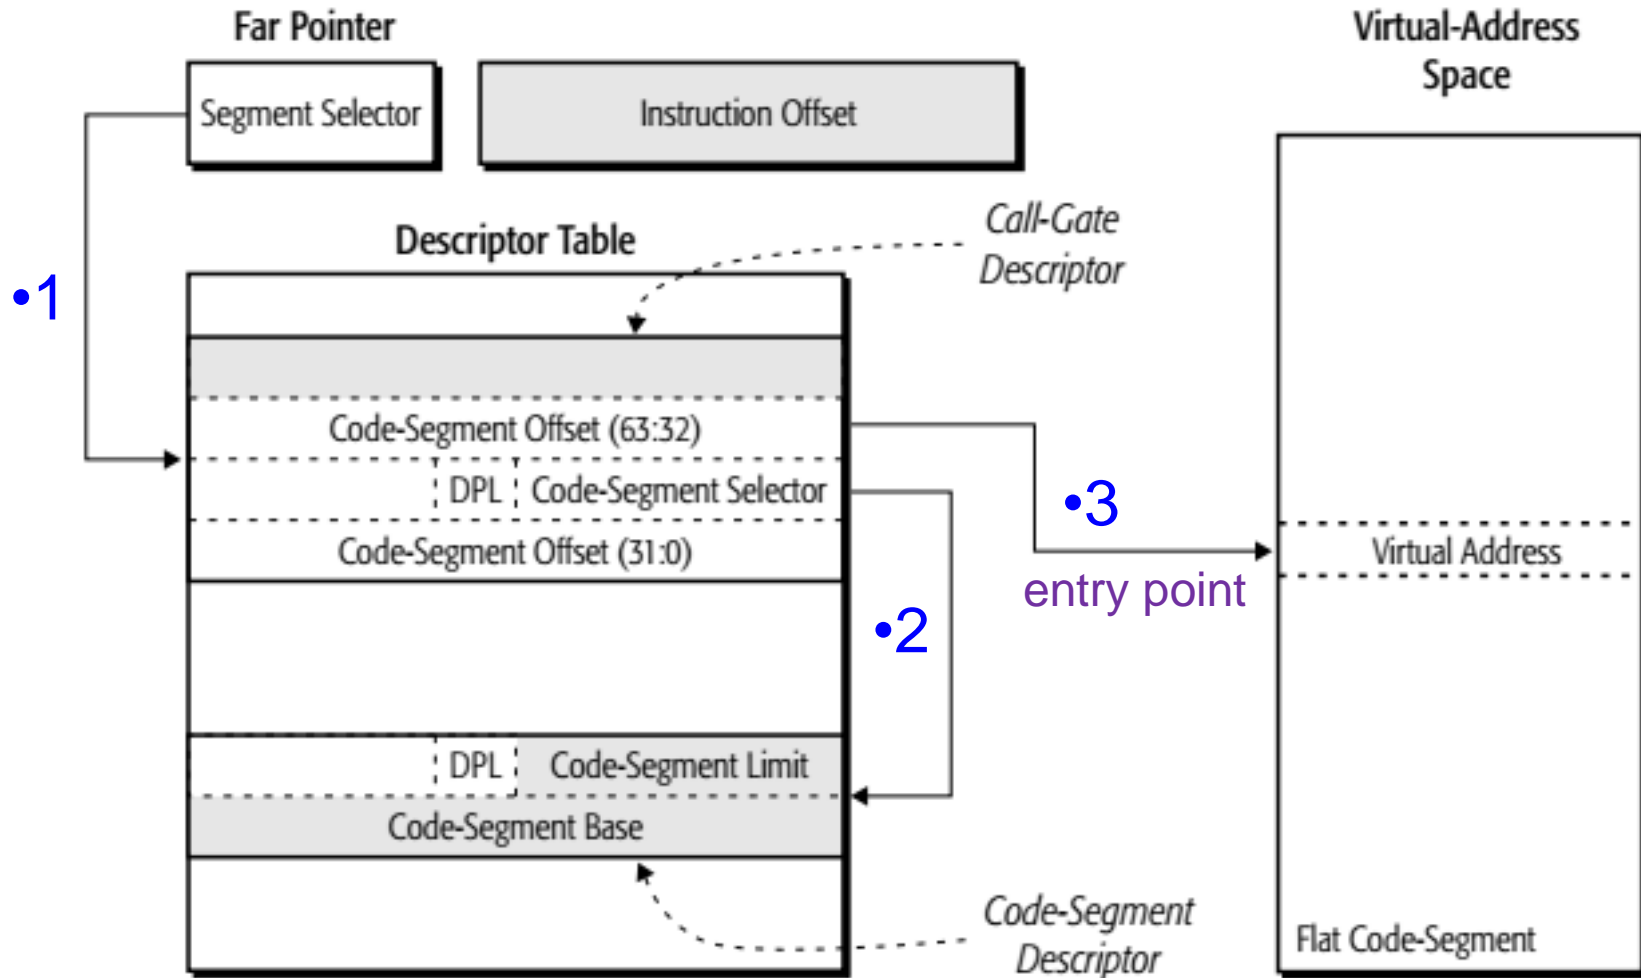 Far Pointer
Virtual-Address
Space
Segment Selector
Instruction Offset
Call-Gate
Descriptor
Descriptor Table
•1
Code-Segment Offset (63:32)
DPL
Code-Segment Selector
•3
Code-Segment Offset (31:0)
Virtual Address
entry point
•2
DPL
Code-Segment Limit
Code-Segment Base
Code-Segment
Descriptor
Flat Code-Segment